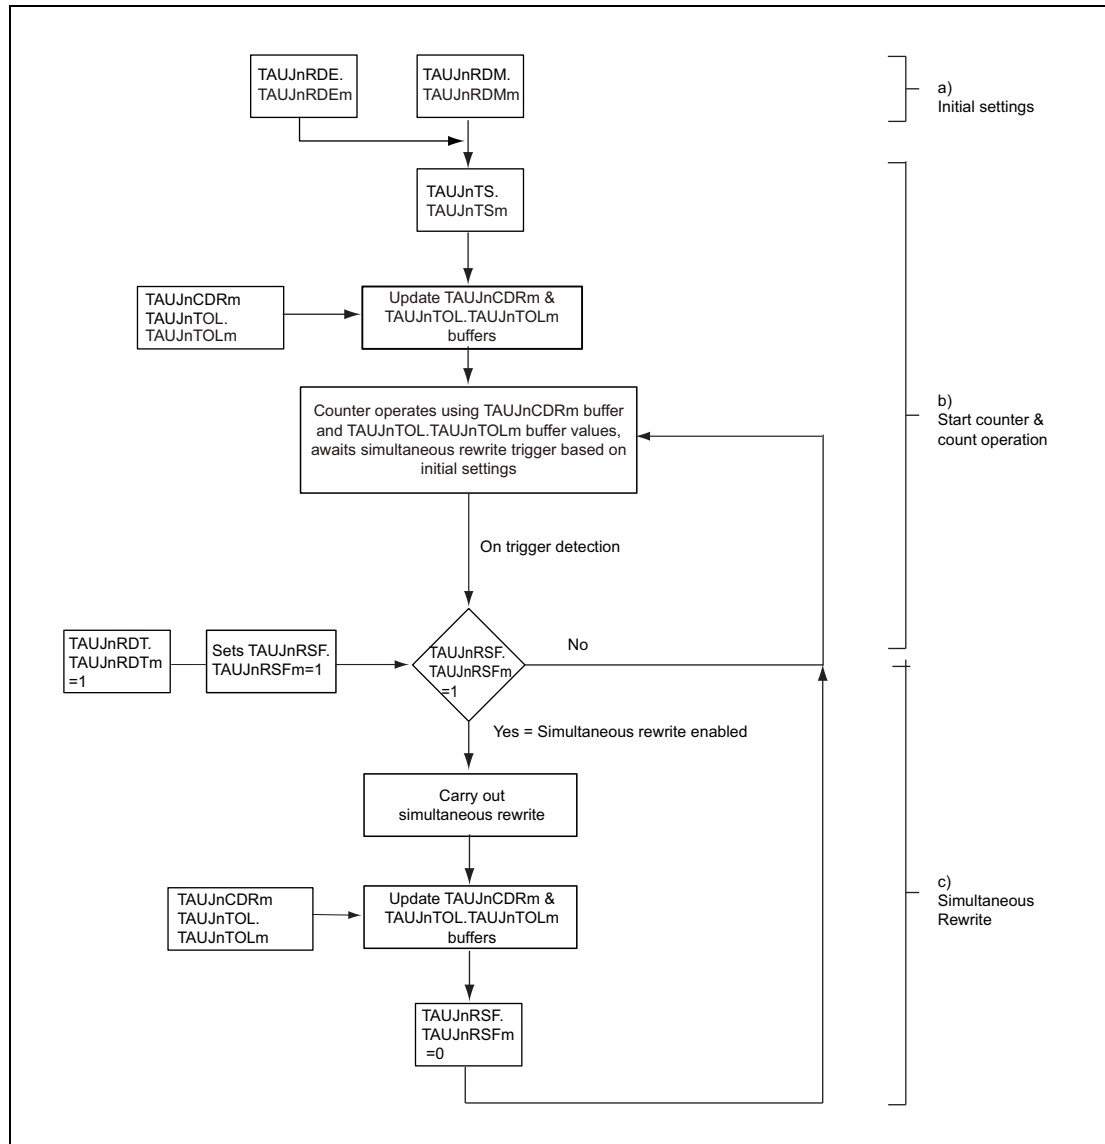 TAUJnRDE.
TAUJnRDEm
TAUJnRDM.
TAUJnRDMm
a)
Initial settings
TAUJnTS.
TAUJnTSm
TAUJnCDRm
TAUJnTOL.
TAUJnTOLm
Update TAUJnCDRm &
TAUJnTOL.TAUJnTOLm
buffers
Counter operates using TAUJnCDRm buffer
and TAUJnTOL.TAUJnTOLm buffer values,
awaits simultaneous rewrite trigger based on
initial settings
b)
Start counter &
count operation
On trigger detection
TAUJnRDT.
TAUJnRDTm
=1
Sets TAUJnRSF.
TAUJnRSFm=1
TAUJnRSF.
TAUJnRSFm
=1
No
Yes = Simultaneous rewrite enabled
Carry out
simultaneous rewrite
TAUJnCDRm
TAUJnTOL.
TAUJnTOLm
Update TAUJnCDRm &
TAUJnTOL.TAUJnTOLm
buffers
c)
Simultaneous
Rewrite
TAUJnRSF.
TAUJnRSFm
=0